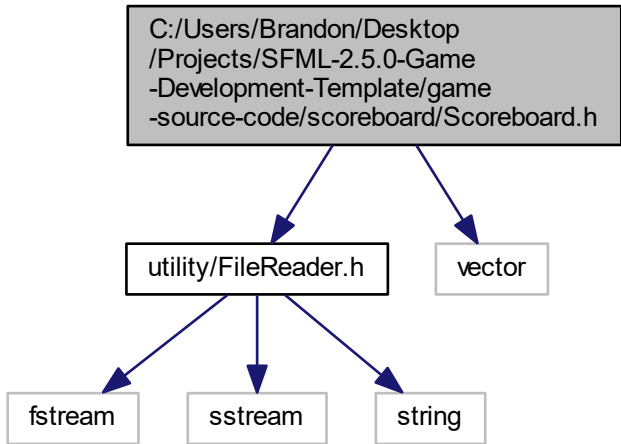 C:/Users/Brandon/Desktop
/Projects/SFML-2.5.0-Game
-Development-Template/game
-source-code/scoreboard/Scoreboard.h
utility/FileReader.h
vector
fstream
sstream
string